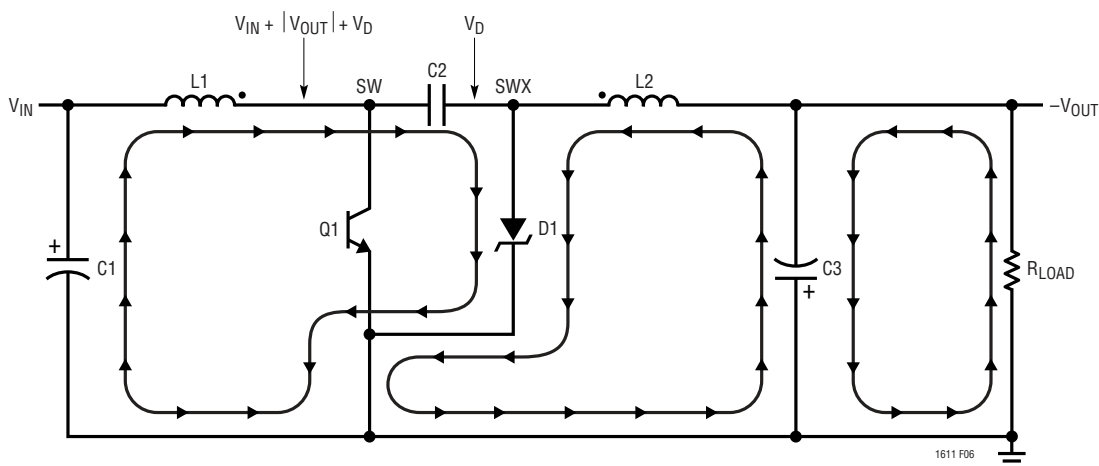 V_IN + |V_OUT| + V_D
V_D
L1
SW
C2
SWX
L2
V_IN
–V_OUT
Q1
D1
+
C1
C3
+
R_LOAD
1611 F06